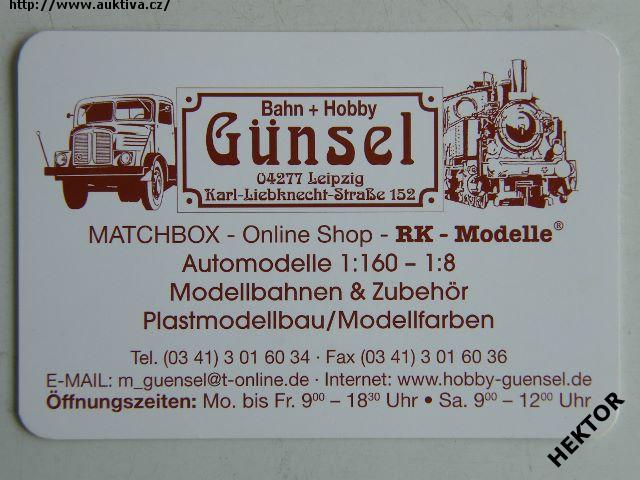 http://www.auktiva.cz/
Bahn + Hobby
Günsel
04277 Leipzig
Karl-Liebknecht-Straße 152
MATCHBOX - Online Shop - RK - Modelle®
Automodelle 1:160 – 1:8
Modellbahnen & Zubehör
Plastmodellbau/Modellfarben
Tel. (03 41) 3 01 60 34 · Fax (03 41) 3 01 60 36
E-MAIL: m_guensel@t-online.de · Internet: www.hobby-guensel.de
Öffnungszeiten: Mo. bis Fr. 9⁰⁰ – 18³⁰ Uhr • Sa. 9⁰⁰ – 12⁰⁰ Uhr
HEKTOR